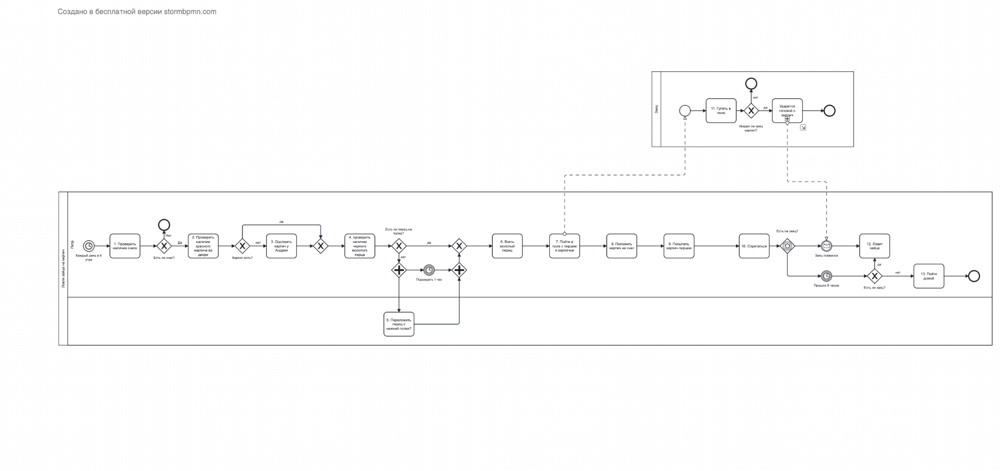 Создано в бесплатной версии stormbpmn.com
Заяц
нет
11. Гулять в
поле
да
Ударится
головой о
кирпич
Увидел ли заяц
кирпич?
Ловля зайца на кирпич
Петр
Каждый день в 6
утра
1. Проверить
наличие снега
Нет
Есть ли снег?
Да
2. Проверить
наличие
красного
кирпича во
дворе
Кирпич есть?
да
нет
3. Одолжить
кирпич у
Андрея
4. проверить
наличие
черного
молотого
перца
Есть ли перец на
полке?
да
нет
Подождать 1 час
5. Переложить
перец с
нижней полки?
6. Взять
молотый
перец
7. Пойти в
поле с перцем
и кирпичом
8. Положить
кирпич на снег
9. Посыпать
кирпич перцем
10. Спрятаться
Есть ли заяц?
Заяц появился
12. Ловит
зайца
да
Прошло 8 часов
Есть ли заяц?
нет
13. Пойти
домой